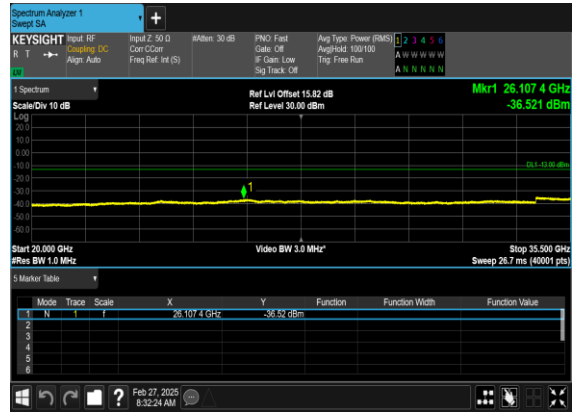 Spectrum Analyzer 1
Swept SA
+
KEYSIGHT
R T
Input: RF
Coupling: DC
Align: Auto
Input Z: 50 Ω
Corr CCorr
Freq Ref: Int (S)
#Atten: 30 dB
PNO: Fast
Gate: Off
IF Gain: Low
Sig Track: Off
Avg Type: Power (RMS)
Avg|Hold: 100/100
Trig: Free Run
1 2 3 4 5 6
A W W W W W
A N N N N N
1 Spectrum
Scale/Div 10 dB
Ref Lvl Offset 15.82 dB
Ref Level 30.00 dBm
Mkr1 26.107 4 GHz
-36.521 dBm
Log
20.0
10.0
0.00
-10.0
-20.0
-30.0
-40.0
-50.0
-60.0
DL1 -13.00 dBm
1
Start 20.000 GHz
#Res BW 1.0 MHz
Video BW 3.0 MHz*
Stop 35.500 GHz
Sweep 26.7 ms (40001 pts)
5 Marker Table
Mode Trace Scale X Y Function Function Width Function Value
1 N 1 f 26.107 4 GHz -36.52 dBm
2
3
4
5
6
?
Feb 27, 2025
8:32:24 AM